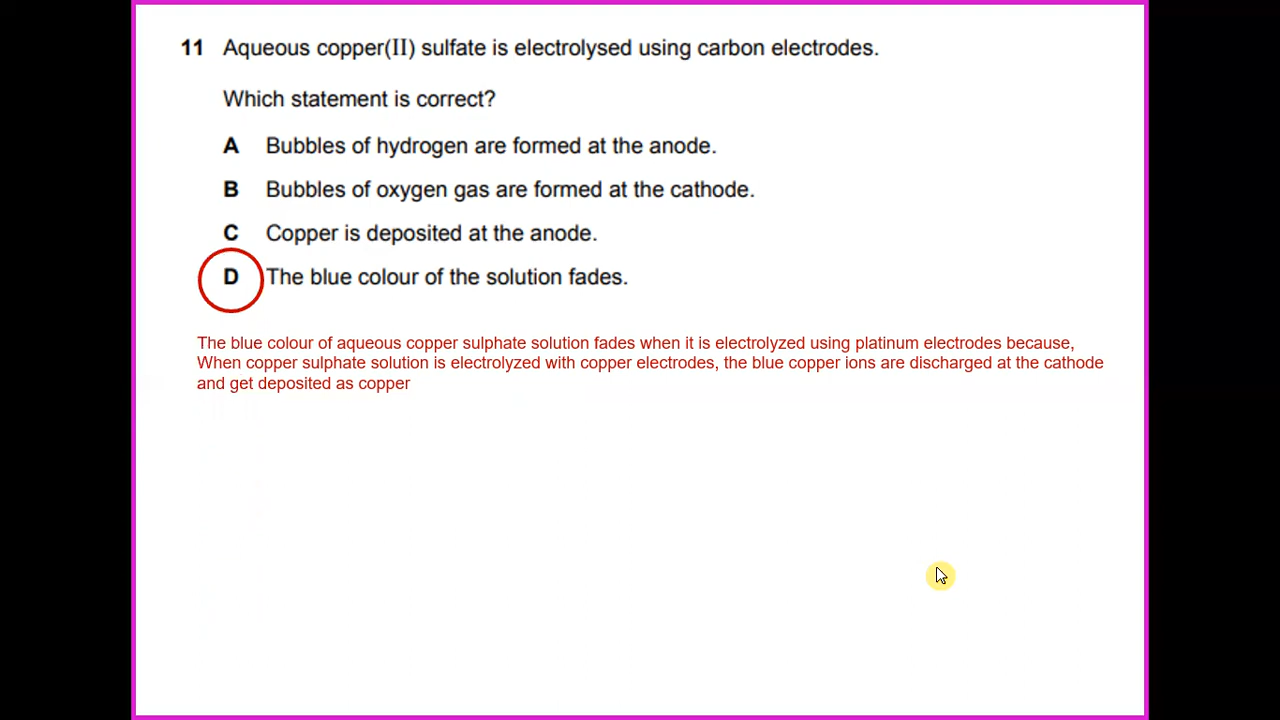 11 Aqueous copper(II) sulfate is electrolysed using carbon electrodes.
Which statement is correct?
A Bubbles of hydrogen are formed at the anode.
B Bubbles of oxygen gas are formed at the cathode.
C Copper is deposited at the anode.
D The blue colour of the solution fades.
The blue colour of aqueous copper sulphate solution fades when it is electrolyzed using platinum electrodes because,
When copper sulphate solution is electrolyzed with copper electrodes, the blue copper ions are discharged at the cathode
and get deposited as copper